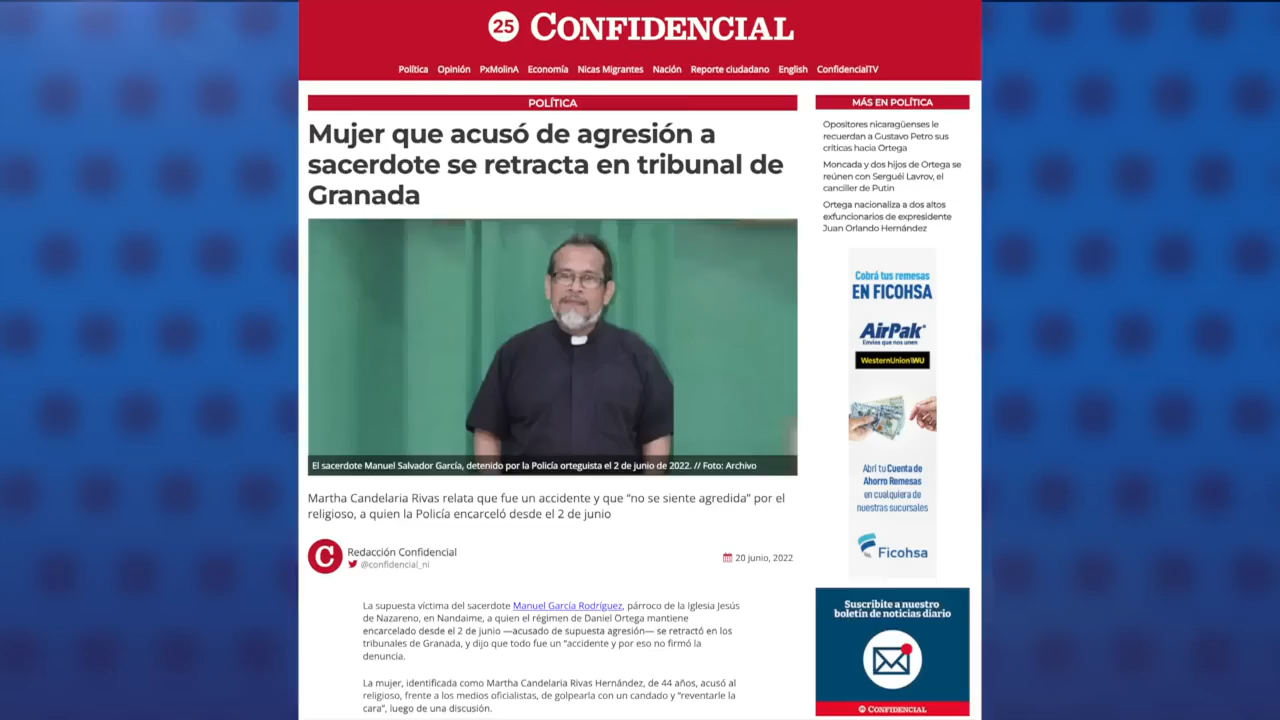 25 CONFIDENCIAL
Política Opinión PxMolinA Economía Nicas Migrantes Nación Reporte ciudadano English ConfidencialTV
POLÍTICA
Mujer que acusó de agresión a
sacerdote se retracta en tribunal de
Granada
El sacerdote Manuel Salvador García, detenido por la Policía orteguista el 2 de junio de 2022. // Foto: Archivo
Martha Candelaria Rivas relata que fue un accidente y que “no se siente agredida” por el
religioso, a quien la Policía encarceló desde el 2 de junio
C
Redacción Confidencial
@confidencial_ni
20 junio, 2022
La supuesta víctima del sacerdote Manuel García Rodríguez, párroco de la Iglesia Jesús
de Nazareno, en Nandaime, a quien el régimen de Daniel Ortega mantiene
encarcelado desde el 2 de junio —acusado de supuesta agresión— se retractó en los
tribunales de Granada, y dijo que todo fue un “accidente y por eso no firmó la
denuncia.
La mujer, identificada como Martha Candelaria Rivas Hernández, de 44 años, acusó al
religioso, frente a los medios oficialistas, de golpearla con un candado y “reventarle la
cara”, luego de una discusión.
MÁS EN POLÍTICA
Opositores nicaragüenses le
recuerdan a Gustavo Petro sus
críticas hacia Ortega
Moncada y dos hijos de Ortega se
reúnen con Serguéi Lavrov, el
canciller de Putin
Ortega nacionaliza a dos altos
exfuncionarios de expresidente
Juan Orlando Hernández
Cobrá tus remesas
EN FICOHSA
AirPak
Envíos que nos unen
WesternUnion WU
Abrí tu Cuenta de
Ahorro Remesas
en cualquiera de
nuestras sucursales
Ficohsa
Suscribite a nuestro
boletín de noticias diario
CONFIDENCIAL